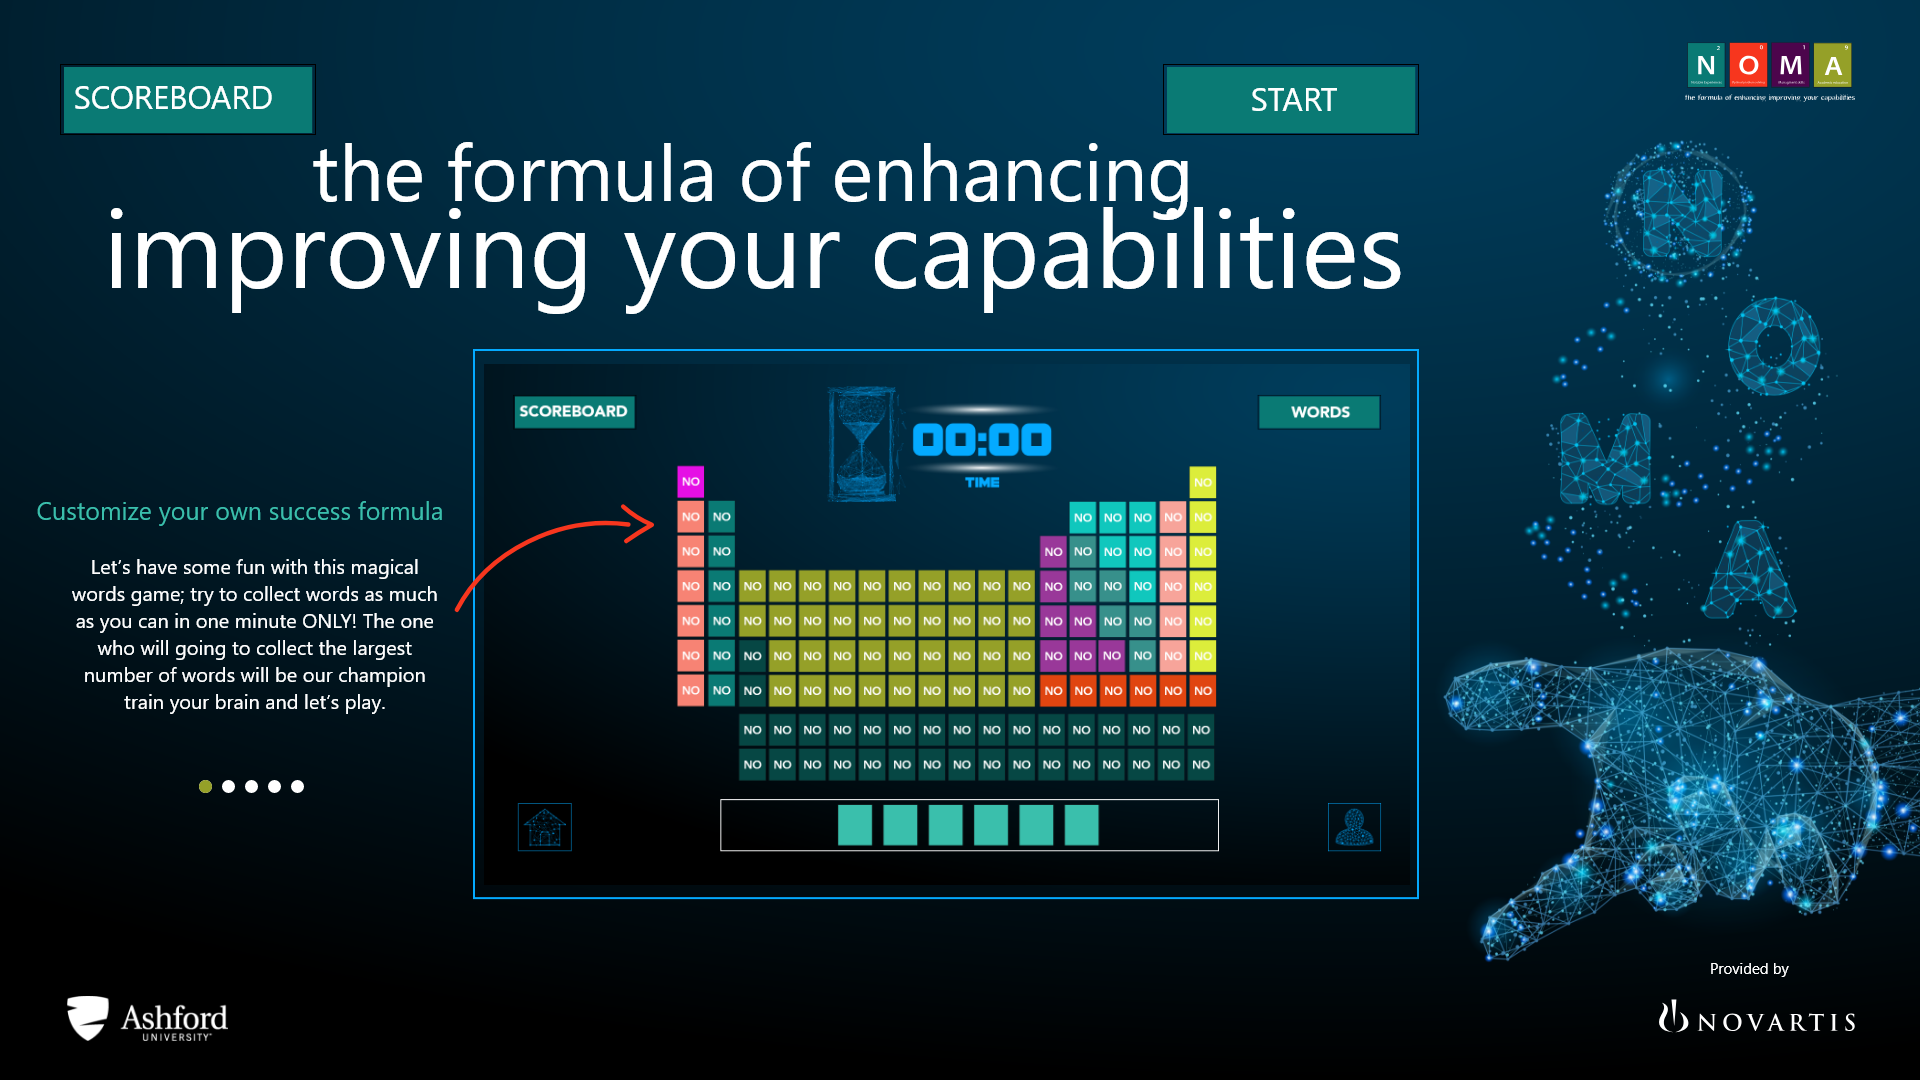 SCOREBOARD
START
2 0 1 9
N O M A
the formula of enhancing improving your capabilities
the formula of enhancing
improving your capabilities
N
O
M
A
SCOREBOARD
00:00
TIME
WORDS
NO NO
NO NO NO NO NO NO NO
NO NO NO NO NO NO NO NO
NO NO NO NO NO NO NO NO NO NO NO NO NO NO NO NO NO NO
NO NO NO NO NO NO NO NO NO NO NO NO NO NO NO NO NO NO
NO NO NO NO NO NO NO NO NO NO NO NO NO NO NO NO NO NO
NO NO NO NO NO NO NO NO NO NO NO NO NO NO NO NO NO NO
NO NO NO NO NO NO NO NO NO NO NO NO NO NO NO NO
NO NO NO NO NO NO NO NO NO NO NO NO NO NO NO NO
Customize your own success formula
Let's have some fun with this magical
words game; try to collect words as much
as you can in one minute ONLY! The one
who will going to collect the largest
number of words will be our champion
train your brain and let's play.
Ashford
UNIVERSITY
Provided by
NOVARTIS